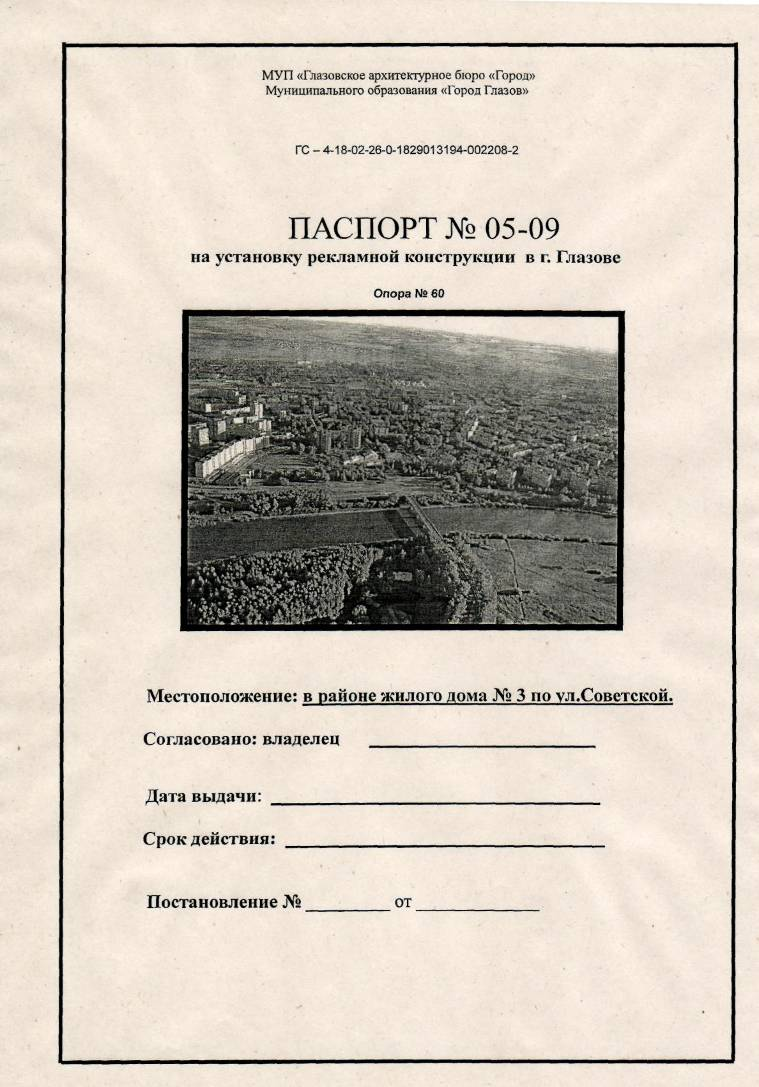 МУП «Глазовское архитектурное бюро «Город»
Муниципального образования «Город Глазов»
ГС – 4-18-02-26-0-1829013194-002208-2
ПАСПОРТ № 05-09
на установку рекламной конструкции в г. Глазове
Опора № 60
Местоположение: в районе жилого дома № 3 по ул.Советской.
Согласовано: владелец
Дата выдачи:
Срок действия:
Постановление № от